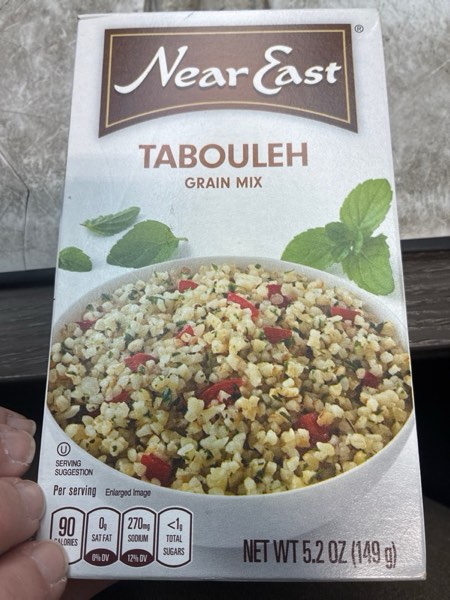 Near East®
TABOULEH
GRAIN MIX
U
SERVING
SUGGESTION
Per serving Enlarged Image
90 CALORIES
0g SAT FAT 0% DV
270mg SODIUM 12% DV
<1g TOTAL SUGARS
NET WT 5.2 OZ (149 g)